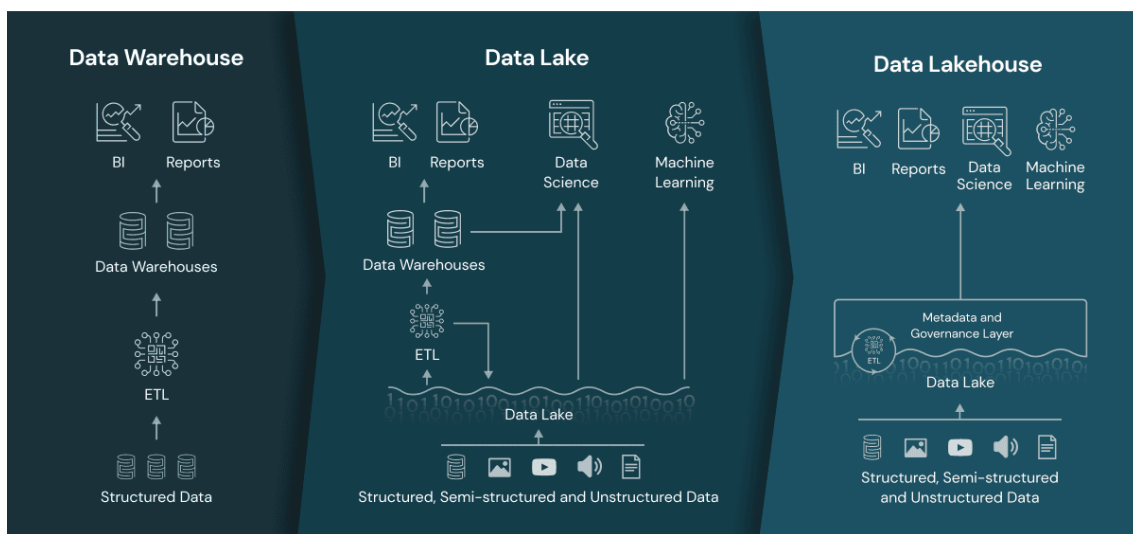 Data Warehouse
BI
Reports
Data Warehouses
ETL
Structured Data
Data Lake
BI
Reports
Data
Science
Machine
Learning
Data Warehouses
ETL
Data Lake
Structured, Semi-structured and Unstructured Data
Data Lakehouse
BI
Reports
Data
Science
Machine
Learning
Metadata and
Governance Layer
ETL
Data Lake
Structured, Semi-structured
and Unstructured Data